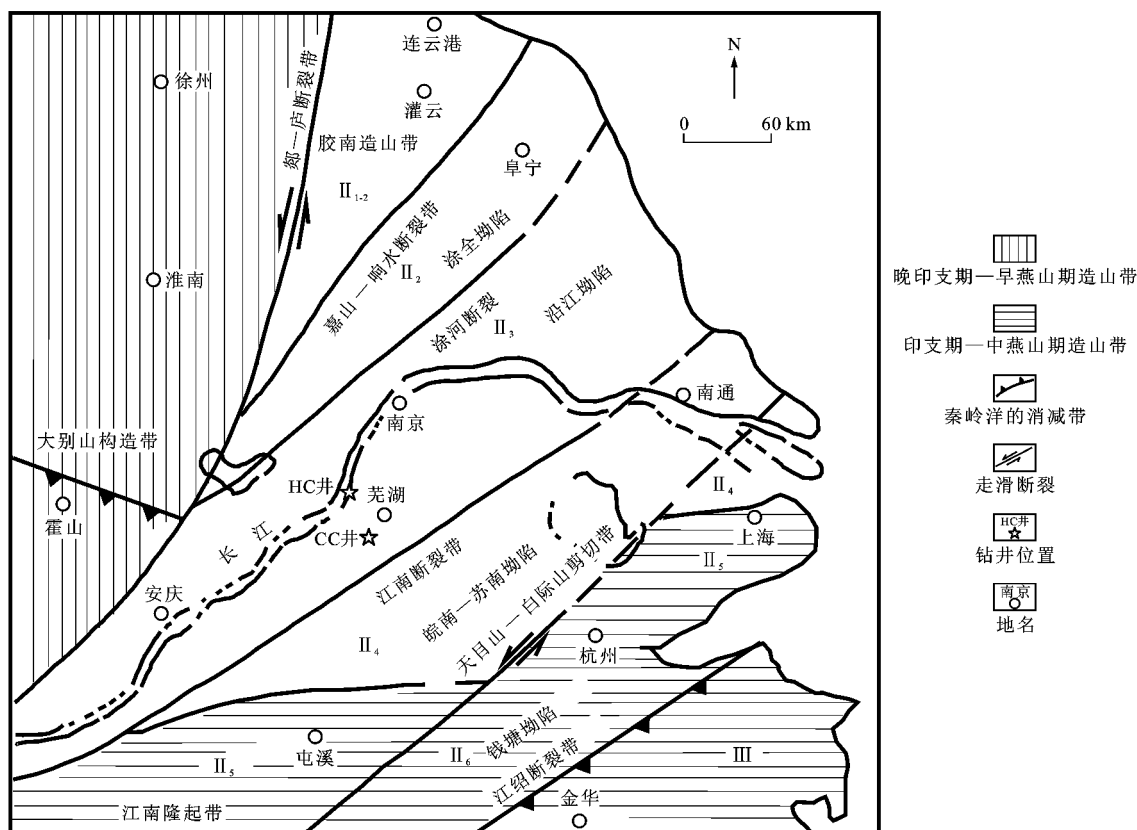 连云港
徐州
灌云
郯—庐断裂带
胶南造山带
阜宁
N
0 60 km
II1-2
嘉山—响水断裂带
II2
涂全坳陷
淮南
涂河断裂
II3
沿江坳陷
南京
南通
大别山构造带
HC井
芜湖
CC井
霍山
长江
安庆
江南断裂带
皖南—苏南坳陷
天目山—白际山剪切带
II4
上海
II5
II4
杭州
屯溪
II5
II6
钱塘坳陷
江绍断裂带
III
金华
江南隆起带
晚印支期—早燕山期造山带
印支期—中燕山期造山带
秦岭洋的消减带
走滑断裂
HC井
钻井位置
南京
地名